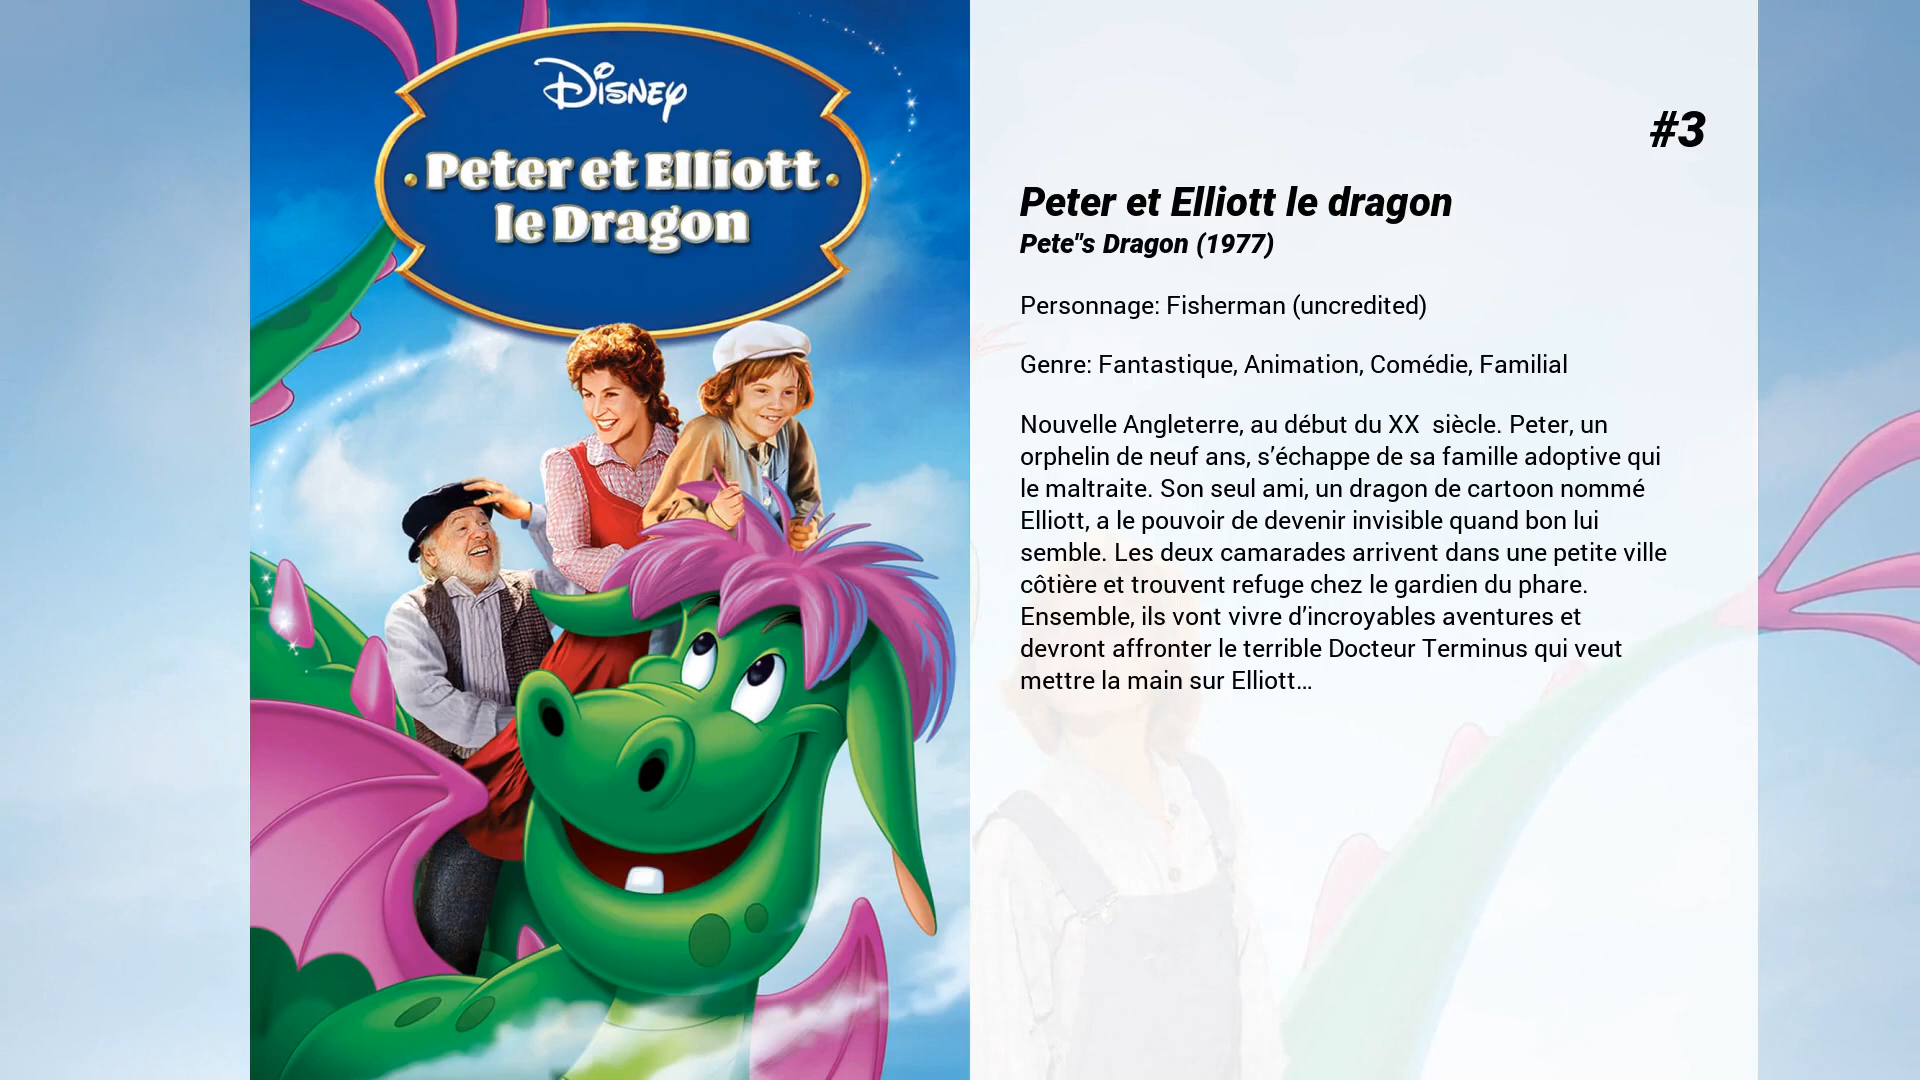 Disney
Peter et Elliott
le Dragon
#3
Peter et Elliott le dragon
Pete"s Dragon (1977)
Personnage: Fisherman (uncredited)
Genre: Fantastique, Animation, Comédie, Familial
Nouvelle Angleterre, au début du XX  siècle. Peter, un
orphelin de neuf ans, s’échappe de sa famille adoptive qui
le maltraite. Son seul ami, un dragon de cartoon nommé
Elliott, a le pouvoir de devenir invisible quand bon lui
semble. Les deux camarades arrivent dans une petite ville
côtière et trouvent refuge chez le gardien du phare.
Ensemble, ils vont vivre d’incroyables aventures et
devront affronter le terrible Docteur Terminus qui veut
mettre la main sur Elliott…